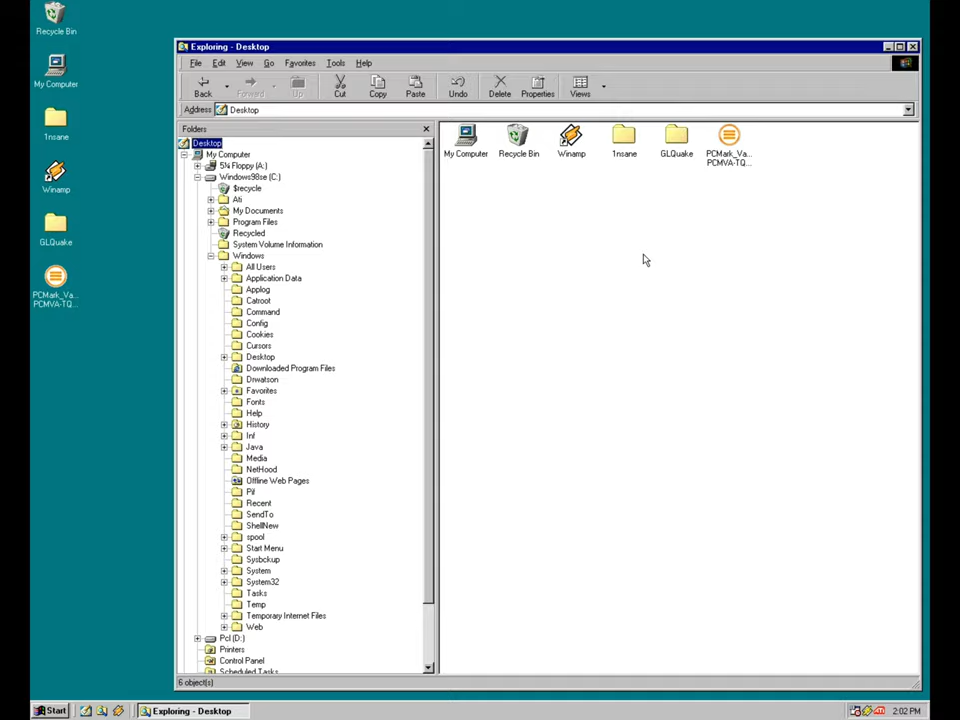 Recycle Bin
My Computer
1nsane
Winamp
GLQuake
PCMark_Va...
PCMVA-TQ...
Exploring - Desktop
File Edit View Go Favorites Tools Help
Back Forward Up Cut Copy Paste Undo Delete Properties Views
Address Desktop
Folders
Desktop
My Computer
5¼ Floppy (A:)
Windows98se (C:)
$recycle
Ati
My Documents
Program Files
Recycled
System Volume Information
Windows
All Users
Application Data
Applog
Catroot
Command
Config
Cookies
Cursors
Desktop
Downloaded Program Files
Drwatson
Favorites
Fonts
Help
History
Inf
Java
Media
NetHood
Offline Web Pages
Pif
Recent
SendTo
ShellNew
spool
Start Menu
Sysbckup
System
System32
Tasks
Temp
Temporary Internet Files
Web
Pcl (D:)
Printers
Control Panel
Scheduled Tasks
My Computer Recycle Bin Winamp 1nsane GLQuake PCMark_Va...
PCMVA-TQ...
6 object(s)
Start Exploring - Desktop 2:02 PM